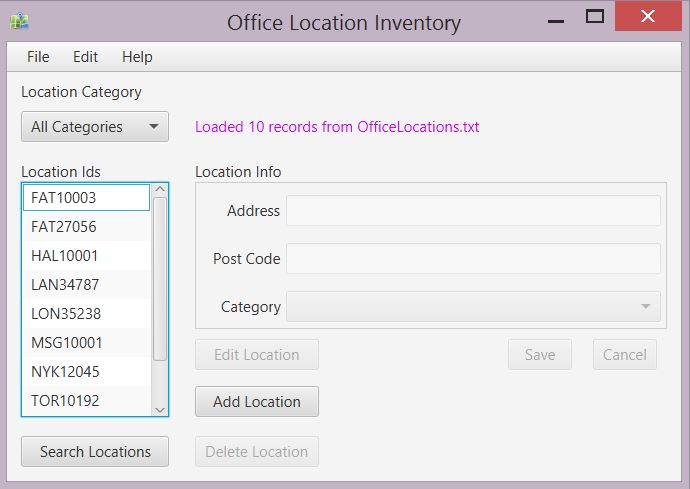 Office Location Inventory
File Edit Help
Location Category
All Categories
Loaded 10 records from OfficeLocations.txt
Location Ids
FAT10003
FAT27056
HAL10001
LAN34787
LON35238
MSG10001
NYK12045
TOR10192
Location Info
Address
Post Code
Category
Edit Location Save Cancel
Add Location
Search Locations Delete Location